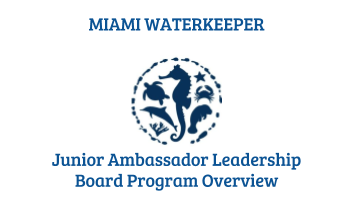 MIAMI WATERKEEPER
Junior Ambassador Leadership
Board Program Overview